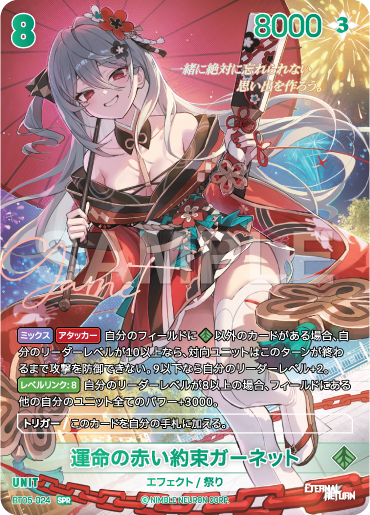 8
8000 3
一緒に絶対に忘れられない
思い出を作ろう。
Garnet
SAMPLE
ミックス アタッカー 自分のフィールドに 以外のカードがある場合、自
分のリーダーレベルが10以上なら、対向ユニットはこのターンが終わ
るまで攻撃を防御できない。9以下なら自分のリーダーレベル+2。
レベルリンク:8 自分のリーダーレベルが8以上の場合、フィールドにある
他の自分のユニット全てのパワー+3000。
トリガー このカードを自分の手札に加える。
運命の赤い約束ガーネット
UNIT エフェクト / 祭り
BT05-024 SPR ©NIMBLE NEURON CORP. ETERNAL RETURN